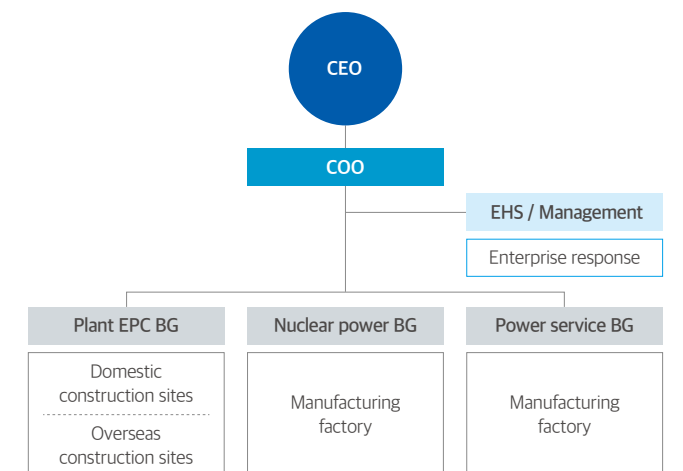 CEO
COO
EHS / Management
Enterprise response
Plant EPC BG
Nuclear power BG
Power service BG
Domestic
construction sites
Overseas
construction sites
Manufacturing
factory
Manufacturing
factory